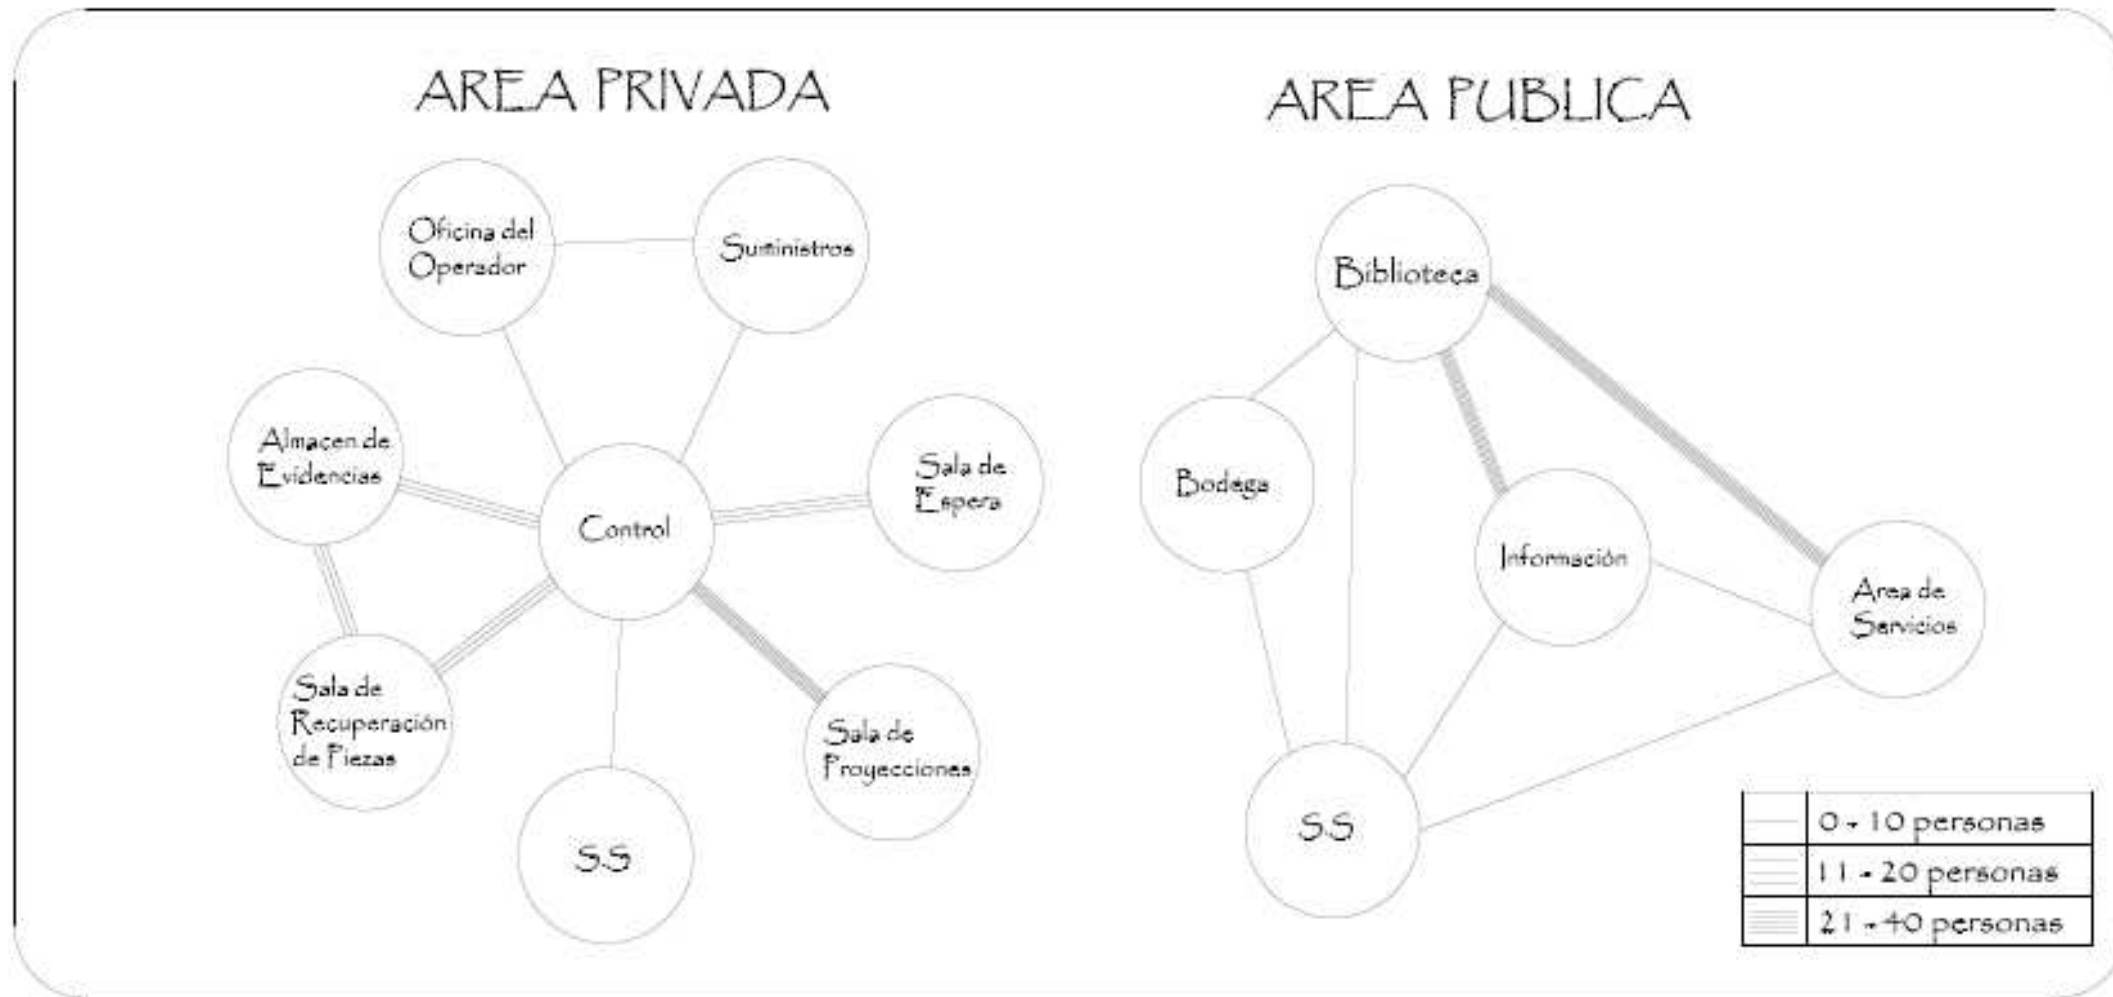 AREA PRIVADA
Oficina del
Operador
Suministros
Almacen de
Evidencias
Control
Sala de
Espera
Sala de
Recuperación
de Piezas
S.S
Sala de
Proyecciones
AREA PUBLICA
Biblioteca
Bodega
Información
Area de
Servicios
S.S
0 - 10 personas
11 - 20 personas
21 - 40 personas